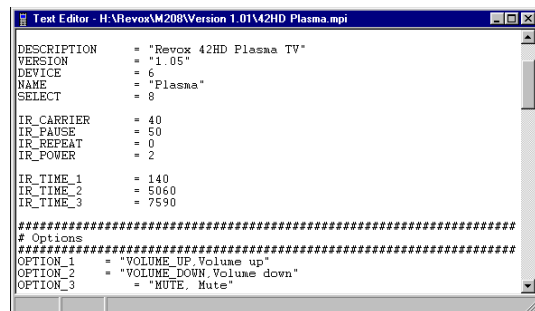 Text Editor - H:\Revox\M208\Version 1.01\42HD Plasma.mpi
DESCRIPTION = "Revox 42HD Plasma TV"
VERSION = "1.05"
DEVICE = 6
NAME = "Plasma"
SELECT = 8
IR_CARRIER = 40
IR_PAUSE = 50
IR_REPEAT = 0
IR_POWER = 2
IR_TIME_1 = 140
IR_TIME_2 = 5060
IR_TIME_3 = 7590
#####################################################################
# Options
#####################################################################
OPTION_1 = "VOLUME_UP,Volume up"
OPTION_2 = "VOLUME_DOWN,Volume down"
OPTION_3 = "MUTE, Mute"